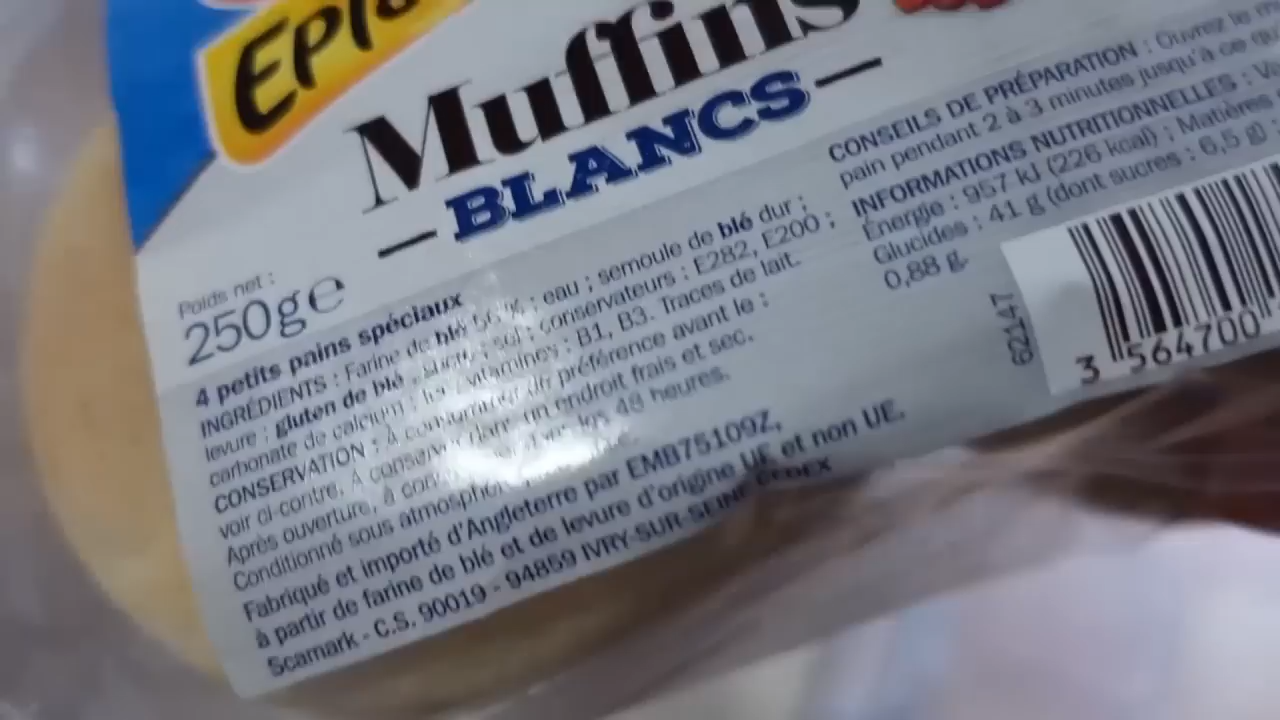 Muffins
BLANCS
Poids net :
250g℮
4 petits pains spéciaux
INGRÉDIENTS : Farine de blé 56 % ; eau ; semoule de blé dur ;
levure ; gluten de blé ; sucre ; sel ; conservateurs : E282, E200 ;
carbonate de calcium ; vitamines : B1, B3. Traces de lait.
CONSERVATION : À consommer de préférence avant le :
voir ci-contre. À conserver dans un endroit frais et sec.
Après ouverture, à les 48 heures.
Conditionné sous
Fabriqué et importé d'Angleterre par EMB75109Z,
à partir de farine de blé et de levure d'origine UE et non UE.
Scamark - C.S. 90019 - 94859 IVRY-SUR-SEINE CEDEX
CONSEILS DE PRÉPARATION : Ouvrez le
pain pendant 2 à 3 minutes jusqu'à ce
INFORMATIONS NUTRITIONNELLES :
Énergie : 957 kJ (226 kcal) ; Matières
Glucides : 41 g (dont sucres : 6,5 g) ;
0,88 g.
62147
3 564700